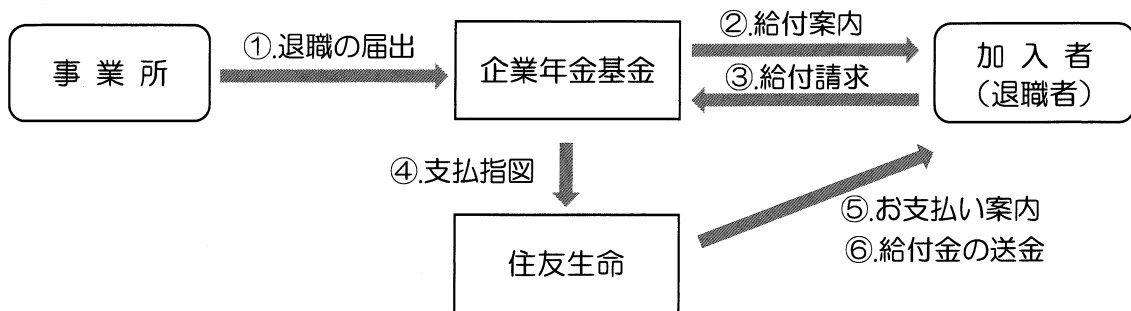 事業所
①.退職の届出
企業年金基金
②.給付案内
③.給付請求
加入者
(退職者)
④.支払指図
住友生命
⑤.お支払い案内
⑥.給付金の送金